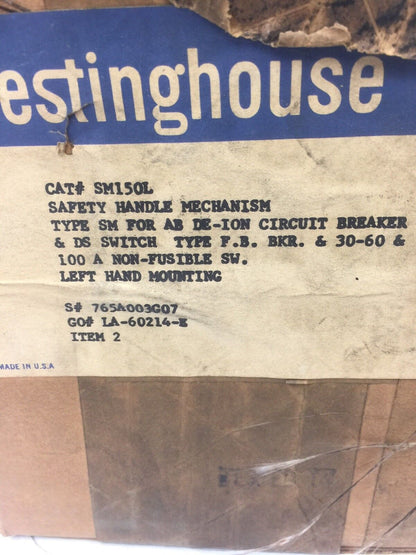 estinghouse
CAT# SM150L
SAFETY HANDLE MECHANISM
TYPE SM FOR AB DE-ION CIRCUIT BREAKER
& DS SWITCH TYPE F.B. BKR. & 30-60 &
100 A NON-FUSIBLE SW.
LEFT HAND MOUNTING
S# 765A003G07
GO# LA-60214-E
ITEM 2
MADE IN U.S.A